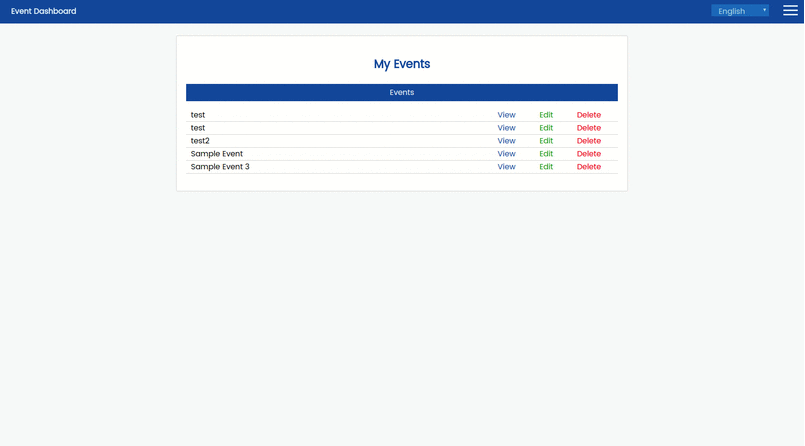 Event Dashboard English
My Events
Events
test View Edit Delete
test View Edit Delete
test2 View Edit Delete
Sample Event View Edit Delete
Sample Event 3 View Edit Delete